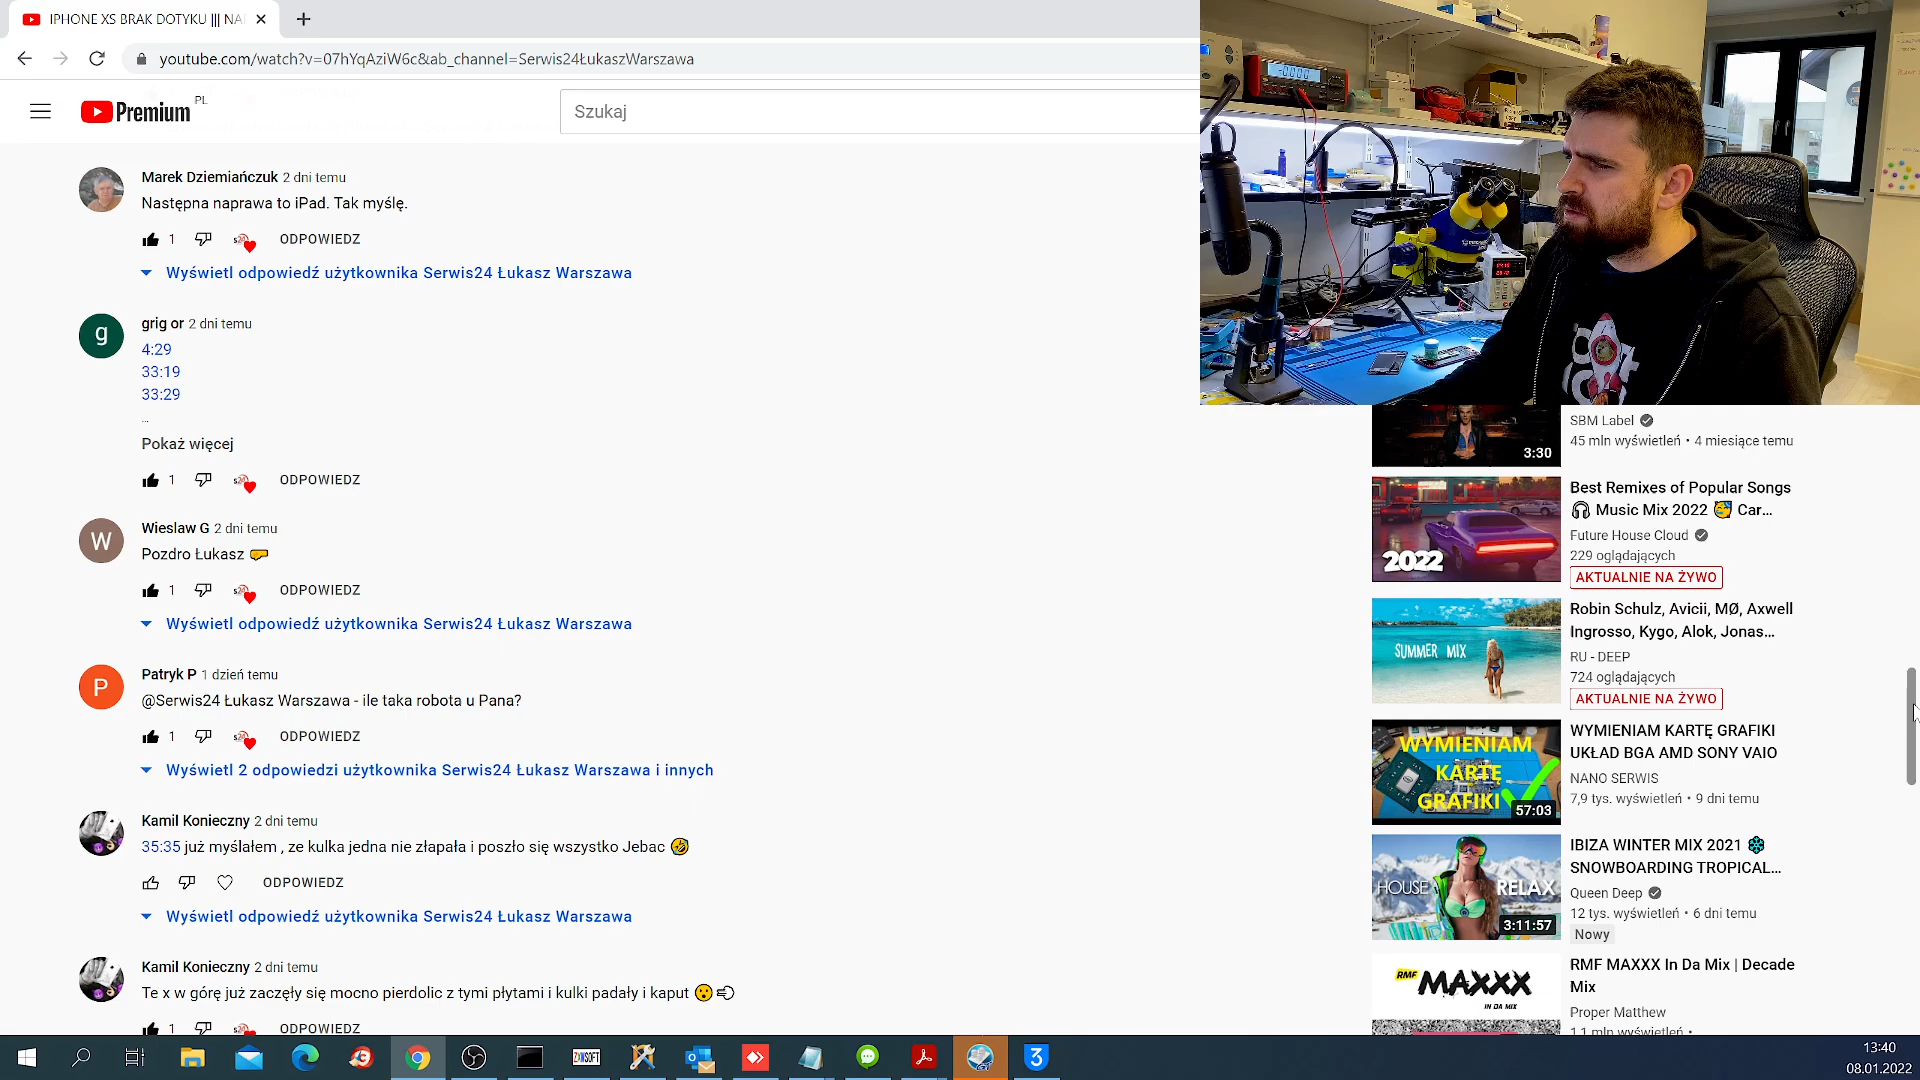 IPHONE XS BRAK DOTYKU ||| NA
youtube.com/watch?v=07hYqAziW6c&ab_channel=Serwis24ŁukaszWarszawa
Premium
PL
Szukaj
Marek Dziemiańczuk 2 dni temu
Następna naprawa to iPad. Tak myślę.
1 ODPOWIEDZ
Wyświetl odpowiedź użytkownika Serwis24 Łukasz Warszawa
g
grig or 2 dni temu
4:29
33:19
33:29
...
Pokaż więcej
1 ODPOWIEDZ
W
Wieslaw G 2 dni temu
Pozdro Łukasz 🤛
1 ODPOWIEDZ
Wyświetl odpowiedź użytkownika Serwis24 Łukasz Warszawa
P
Patryk P 1 dzień temu
@Serwis24 Łukasz Warszawa - ile taka robota u Pana?
1 ODPOWIEDZ
Wyświetl 2 odpowiedzi użytkownika Serwis24 Łukasz Warszawa i innych
Kamil Konieczny 2 dni temu
35:35 już myślałem , ze kulka jedna nie złapała i poszło się wszystko Jebac 🤣
ODPOWIEDZ
Wyświetl odpowiedź użytkownika Serwis24 Łukasz Warszawa
Kamil Konieczny 2 dni temu
Te x w górę już zaczęły się mocno pierdolic z tymi płytami i kulki padały i kaput 😮💨
1 ODPOWIEDZ
3:30
SBM Label
45 mln wyświetleń • 4 miesiące temu
2022
Best Remixes of Popular Songs
🎧 Music Mix 2022 🥳 Car...
Future House Cloud
229 oglądających
AKTUALNIE NA ŻYWO
SUMMER MIX
Robin Schulz, Avicii, MØ, Axwell
Ingrosso, Kygo, Alok, Jonas...
RU - DEEP
724 oglądających
AKTUALNIE NA ŻYWO
WYMIENIAM
KARTĘ
GRAFIKI
57:03
WYMIENIAM KARTĘ GRAFIKI
UKŁAD BGA AMD SONY VAIO
NANO SERWIS
7,9 tys. wyświetleń • 9 dni temu
HOUSE RELAX
3:11:57
IBIZA WINTER MIX 2021 ❄
SNOWBOARDING TROPICAL...
Queen Deep
12 tys. wyświetleń • 6 dni temu
Nowy
RMF
MAXXX
IN DA MIX
RMF MAXXX In Da Mix | Decade
Mix
Proper Matthew
1,1 mln wyświetleń •
ZXWSOFT
13:40
08.01.2022